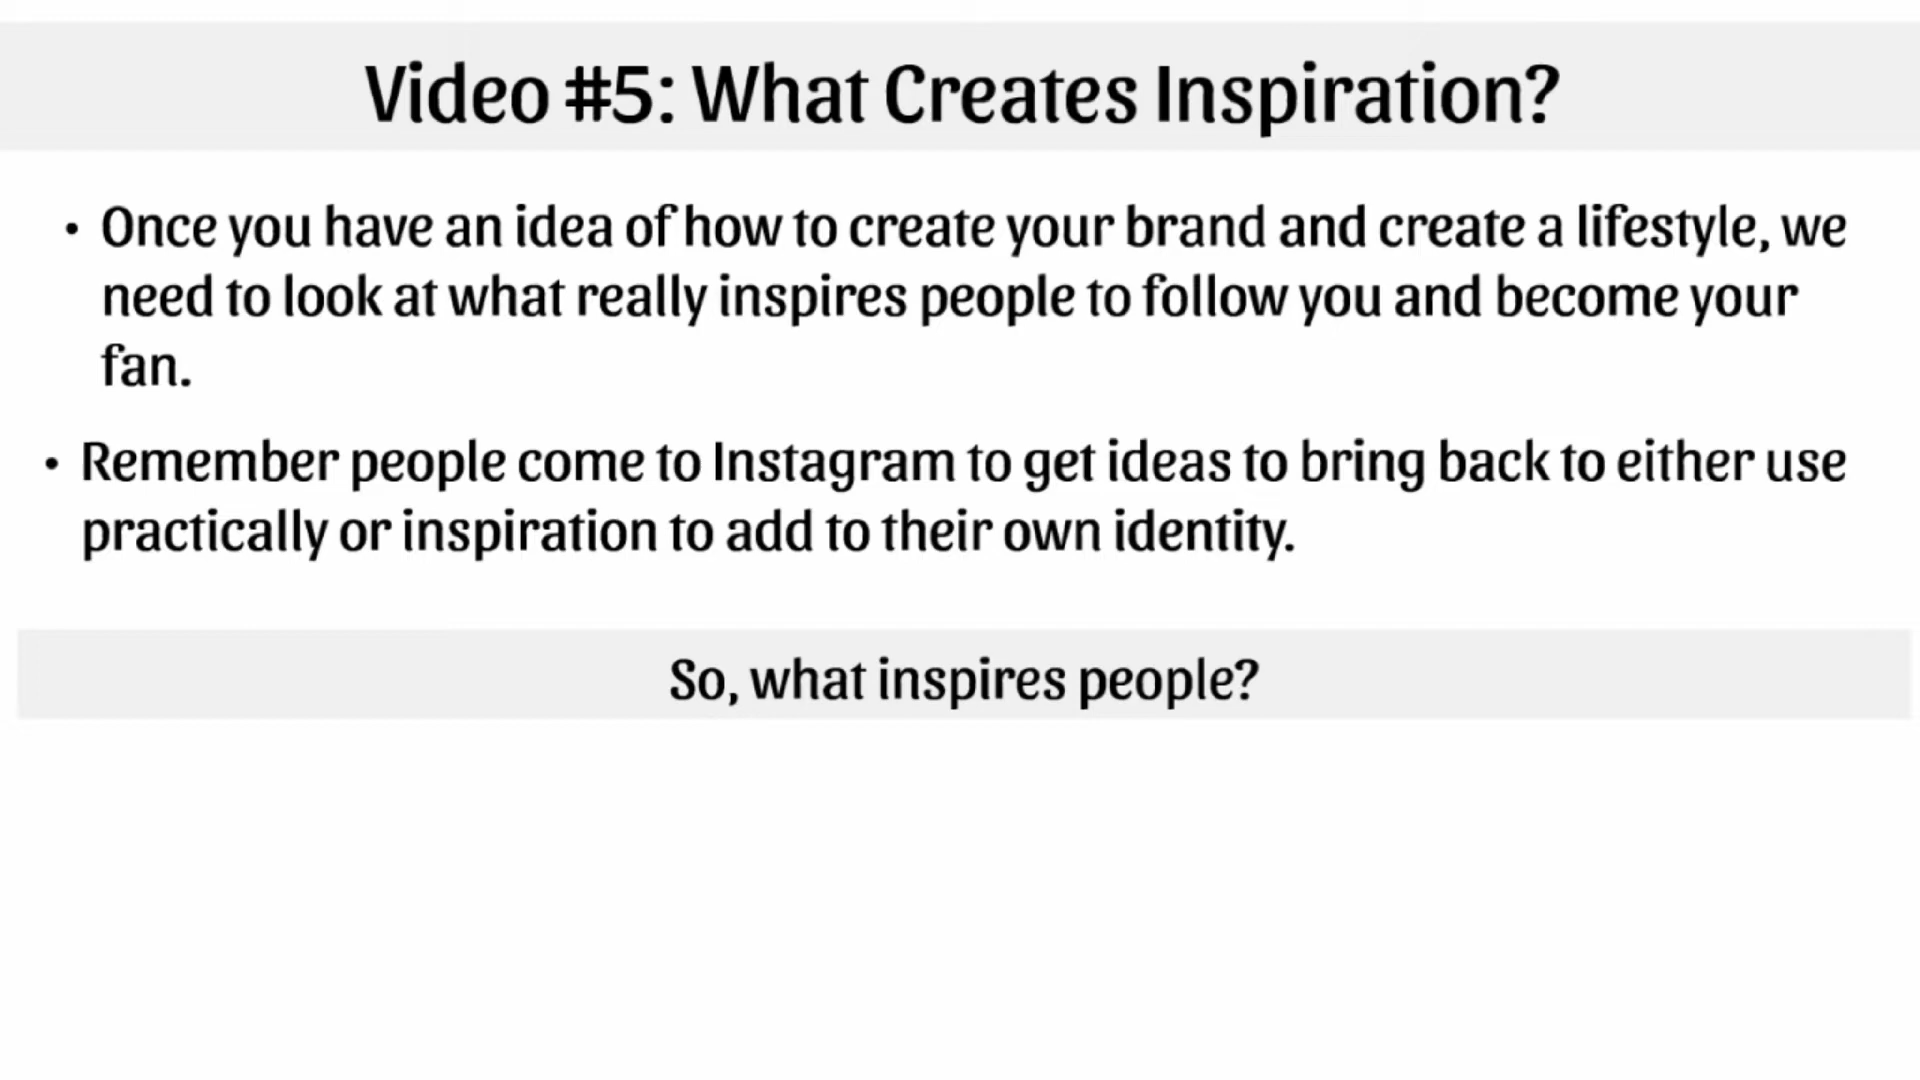 Video #5: What Creates Inspiration?
• Once you have an idea of how to create your brand and create a lifestyle, we
need to look at what really inspires people to follow you and become your
fan.
• Remember people come to Instagram to get ideas to bring back to either use
practically or inspiration to add to their own identity.
So, what inspires people?